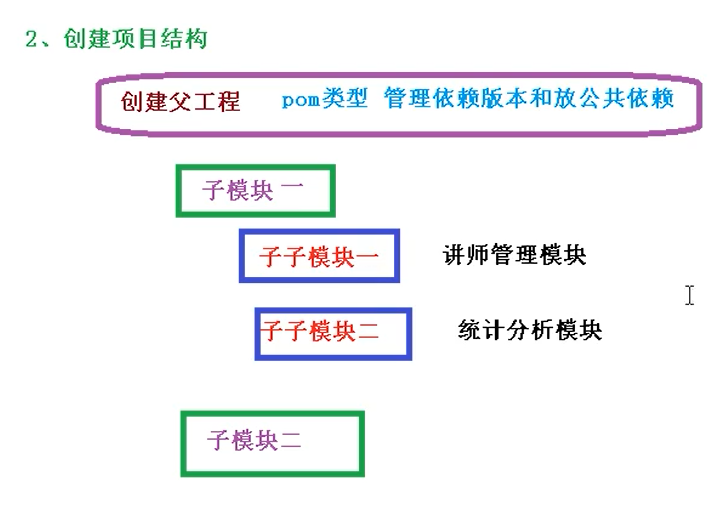 2、创建项目结构
创建父工程 pom类型 管理依赖版本和放公共依赖
子模块一
子子模块一 讲师管理模块
子子模块二 统计分析模块
子模块二